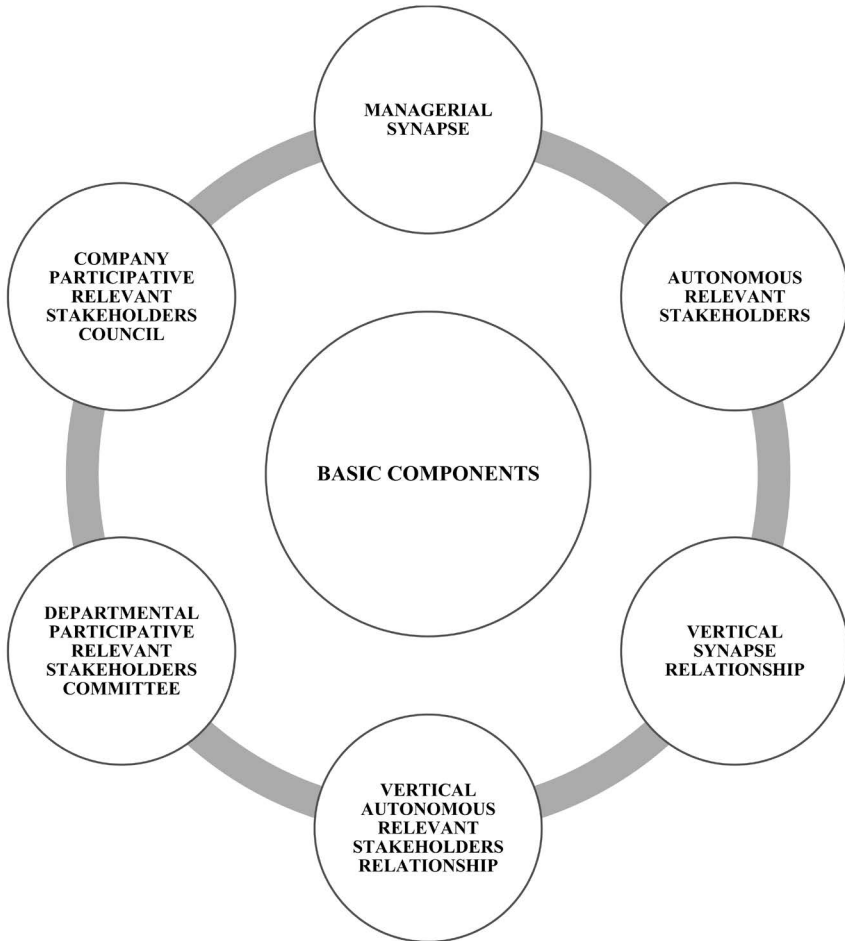 MANAGERIAL
SYNAPSE
AUTONOMOUS
RELEVANT
STAKEHOLDERS
VERTICAL
SYNAPSE
RELATIONSHIP
VERTICAL
AUTONOMOUS
RELEVANT
STAKEHOLDERS
RELATIONSHIP
DEPARTMENTAL
PARTICIPATIVE
RELEVANT
STAKEHOLDERS
COMMITTEE
COMPANY
PARTICIPATIVE
RELEVANT
STAKEHOLDERS
COUNCIL
BASIC COMPONENTS